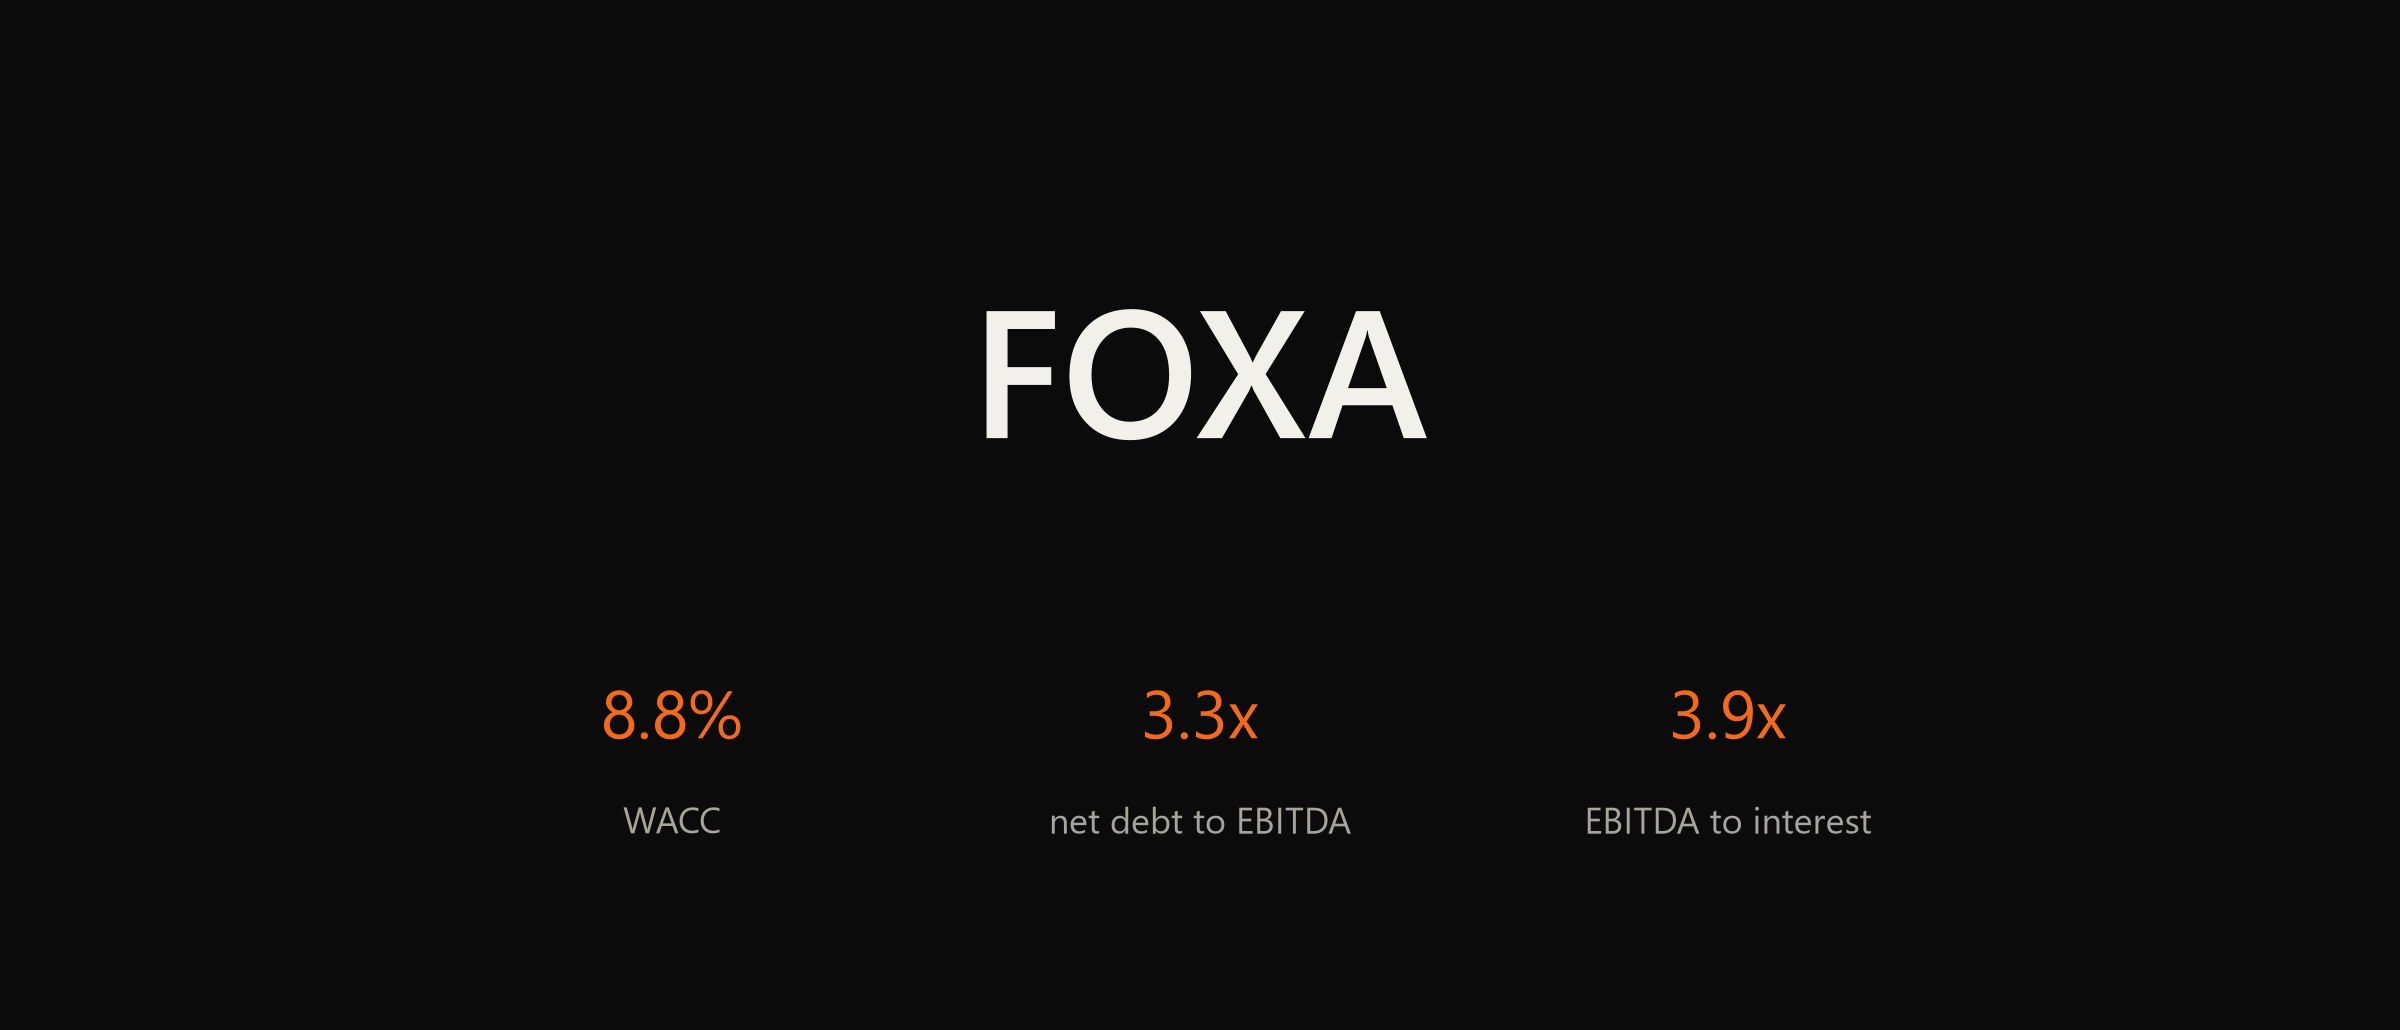 FOXA
8.8% 3.3x 3.9x
WACC net debt to EBITDA EBITDA to interest